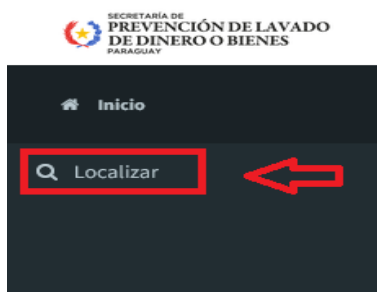 SECRETARÍA DE
PREVENCIÓN DE LAVADO
DE DINERO O BIENES
PARAGUAY
Inicio
Localizar